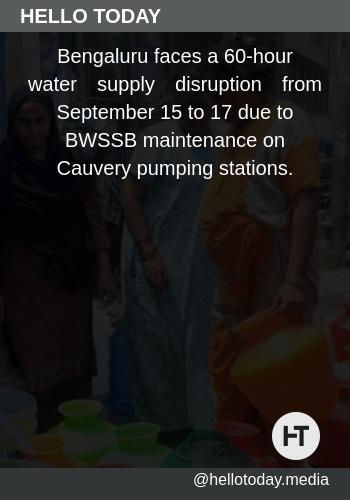 HELLO TODAY
Bengaluru faces a 60-hour
water supply disruption from
September 15 to 17 due to
BWSSB maintenance on
Cauvery pumping stations.
HT
@hellotoday.media